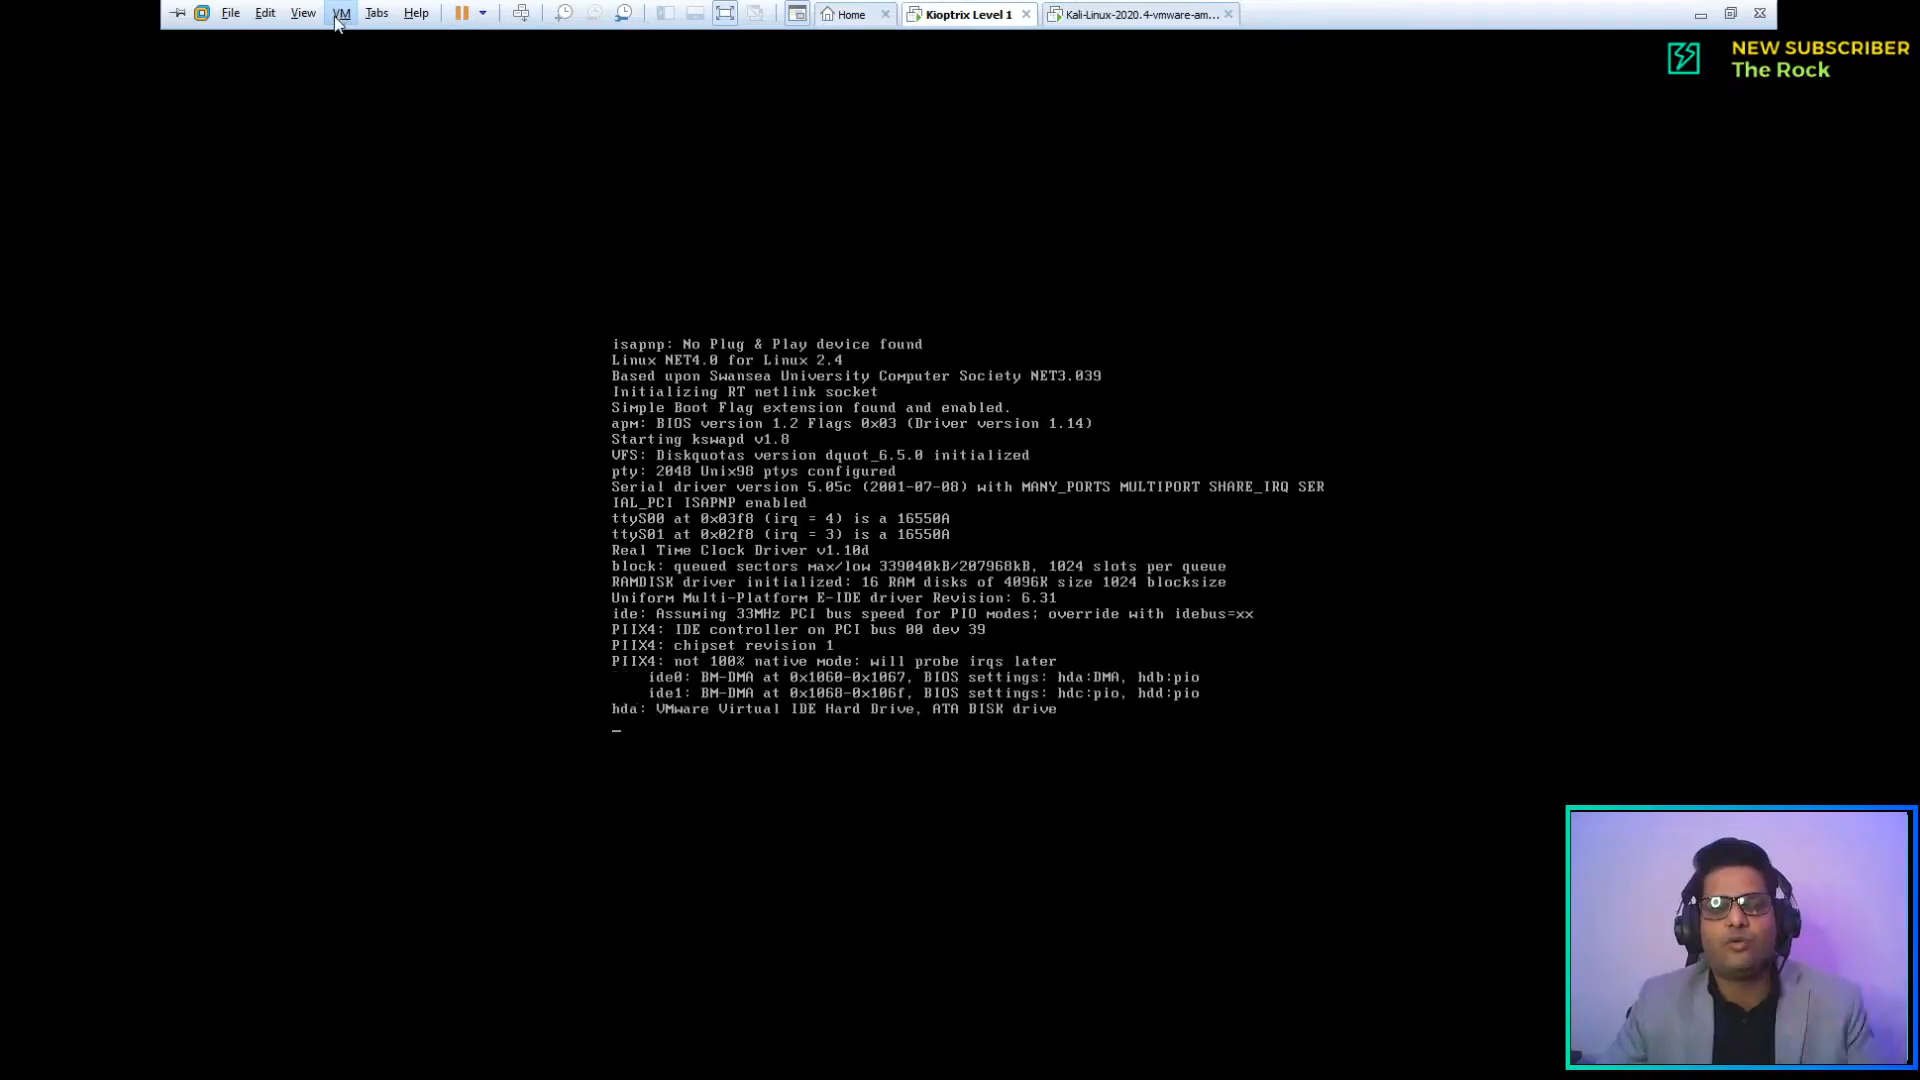 File Edit View VM Tabs Help Home Kioptrix Level 1 Kali-Linux-2020.4-vmware-am...
NEW SUBSCRIBER
The Rock
isapnp: No Plug & Play device found
Linux NET4.0 for Linux 2.4
Based upon Swansea University Computer Society NET3.039
Initializing RT netlink socket
Simple Boot Flag extension found and enabled.
apm: BIOS version 1.2 Flags 0x03 (Driver version 1.14)
Starting kswapd v1.8
VFS: Diskquotas version dquot_6.5.0 initialized
pty: 2048 Unix98 ptys configured
Serial driver version 5.05c (2001-07-08) with MANY_PORTS MULTIPORT SHARE_IRQ SER
IAL_PCI ISAPNP enabled
ttyS00 at 0x03f8 (irq = 4) is a 16550A
ttyS01 at 0x02f8 (irq = 3) is a 16550A
Real Time Clock Driver v1.10d
block: queued sectors max/low 339040kB/207968kB, 1024 slots per queue
RAMDISK driver initialized: 16 RAM disks of 4096K size 1024 blocksize
Uniform Multi-Platform E-IDE driver Revision: 6.31
ide: Assuming 33MHz PCI bus speed for PIO modes; override with idebus=xx
PIIX4: IDE controller on PCI bus 00 dev 39
PIIX4: chipset revision 1
PIIX4: not 100% native mode: will probe irqs later
ide0: BM-DMA at 0x1060-0x1067, BIOS settings: hda:DMA, hdb:pio
ide1: BM-DMA at 0x1068-0x106f, BIOS settings: hdc:pio, hdd:pio
hda: VMware Virtual IDE Hard Drive, ATA DISK drive